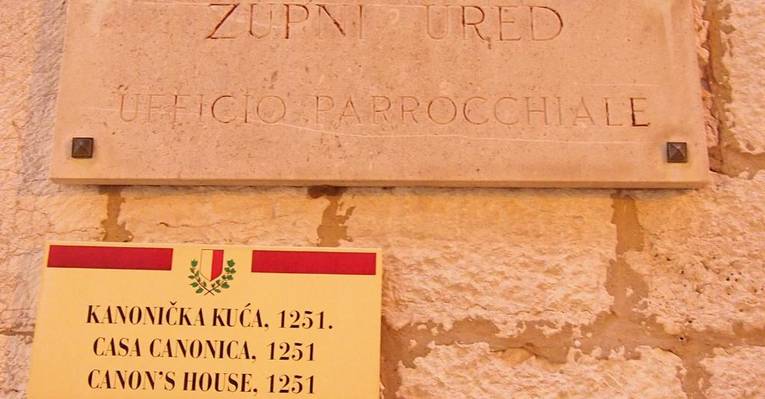 ŽUPNI URED
UFFICIO PARROCCHIALE
KANONIČKA KUĆA, 1251.
CASA CANONICA, 1251
CANON'S HOUSE, 1251